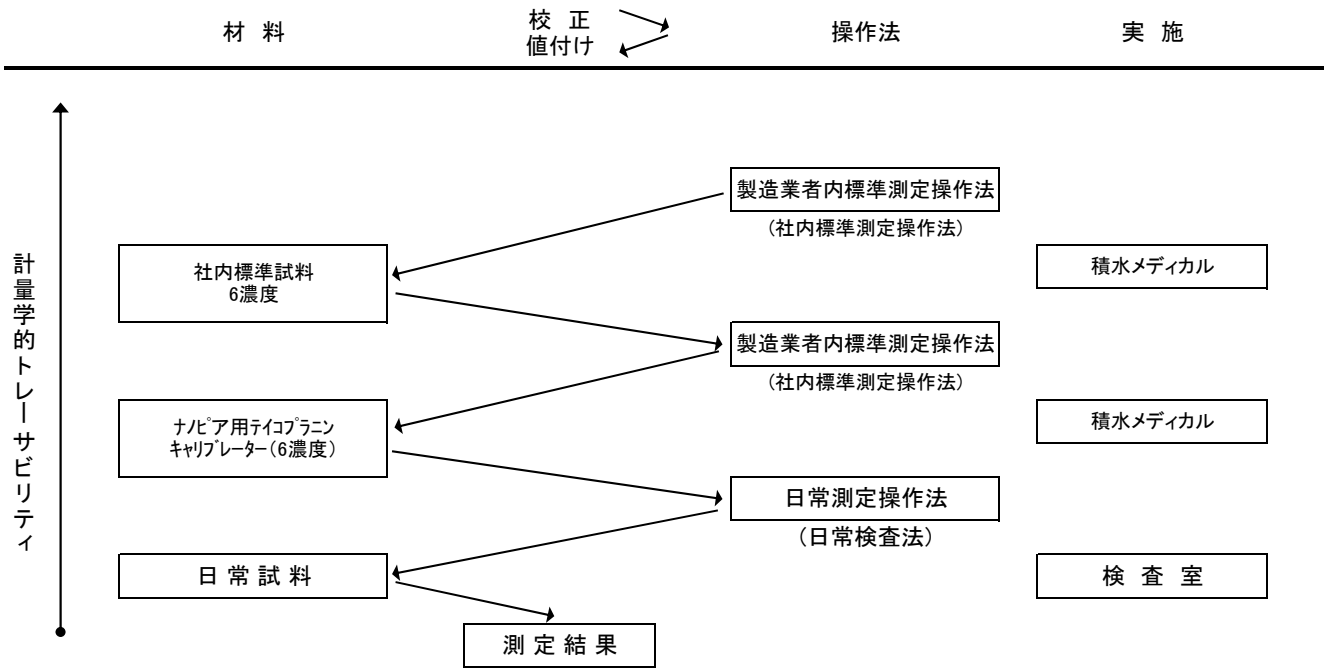 材 料
校 正
値付け
操作法
実 施
計量学的トレーサビリティ
製造業者内標準測定操作法
(社内標準測定操作法)
社内標準試料
6濃度
積水メディカル
製造業者内標準測定操作法
(社内標準測定操作法)
ﾅﾉﾋﾟｱ用ﾃｲｺﾌﾟﾗﾆﾝ
ｷｬﾘﾌﾞﾚｰﾀｰ(6濃度)
積水メディカル
日常測定操作法
(日常検査法)
日 常 試 料
検 査 室
測 定 結 果